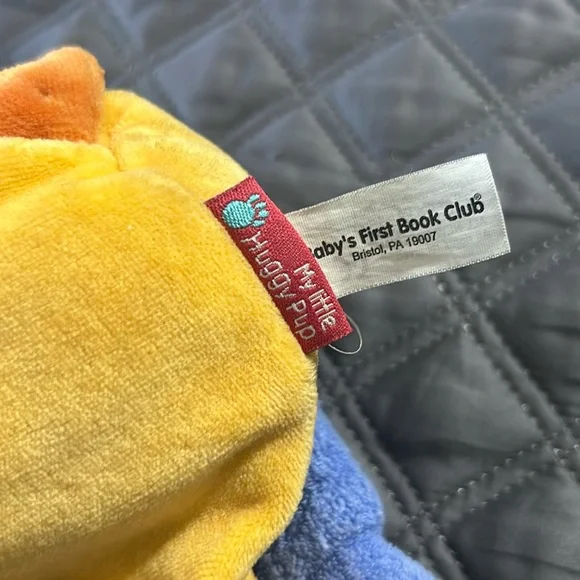 My little
Huggy Pup
aby's First Book Club®
Bristol, PA 19007